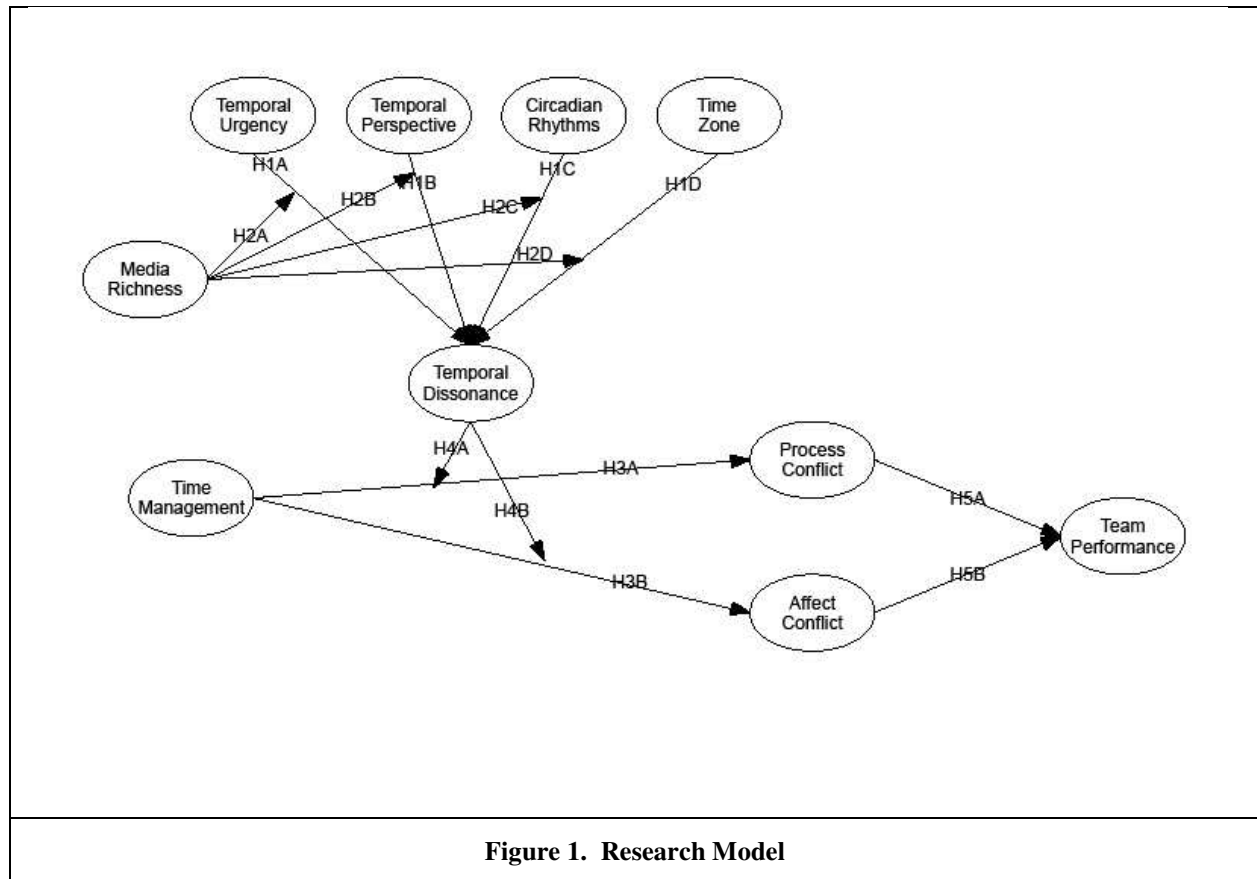 Temporal
Urgency
Temporal
Perspective
Circadian
Rhythms
Time
Zone
H1A
H1B
H1C
H1D
H2A
H2B
H2C
H2D
Media
Richness
Temporal
Dissonance
H4A
H4B
Time
Management
H3A
H3B
Process
Conflict
Affect
Conflict
H5A
H5B
Team
Performance
Figure 1. Research Model